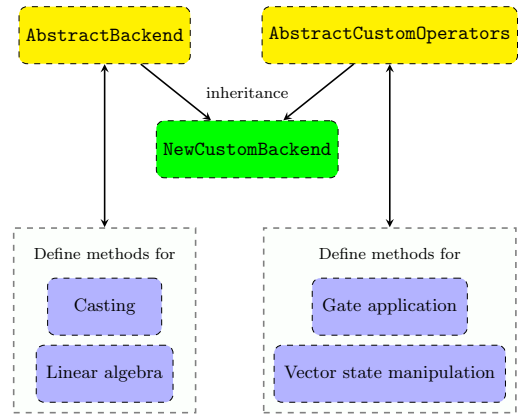 AbstractBackend
AbstractCustomOperators
inheritance
NewCustomBackend
Define methods for
Casting
Linear algebra
Define methods for
Gate application
Vector state manipulation